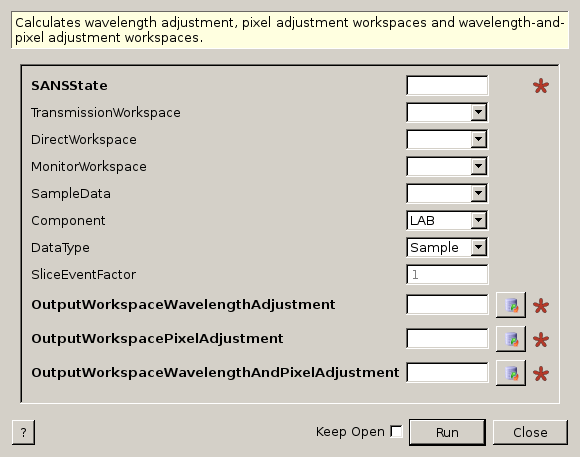 Calculates wavelength adjustment, pixel adjustment workspaces and wavelength-and-
pixel adjustment workspaces.
SANSState
TransmissionWorkspace
DirectWorkspace
MonitorWorkspace
SampleData
Component LAB
DataType Sample
SliceEventFactor 1
OutputWorkspaceWavelengthAdjustment
OutputWorkspacePixelAdjustment
OutputWorkspaceWavelengthAndPixelAdjustment
? Keep Open Run Close